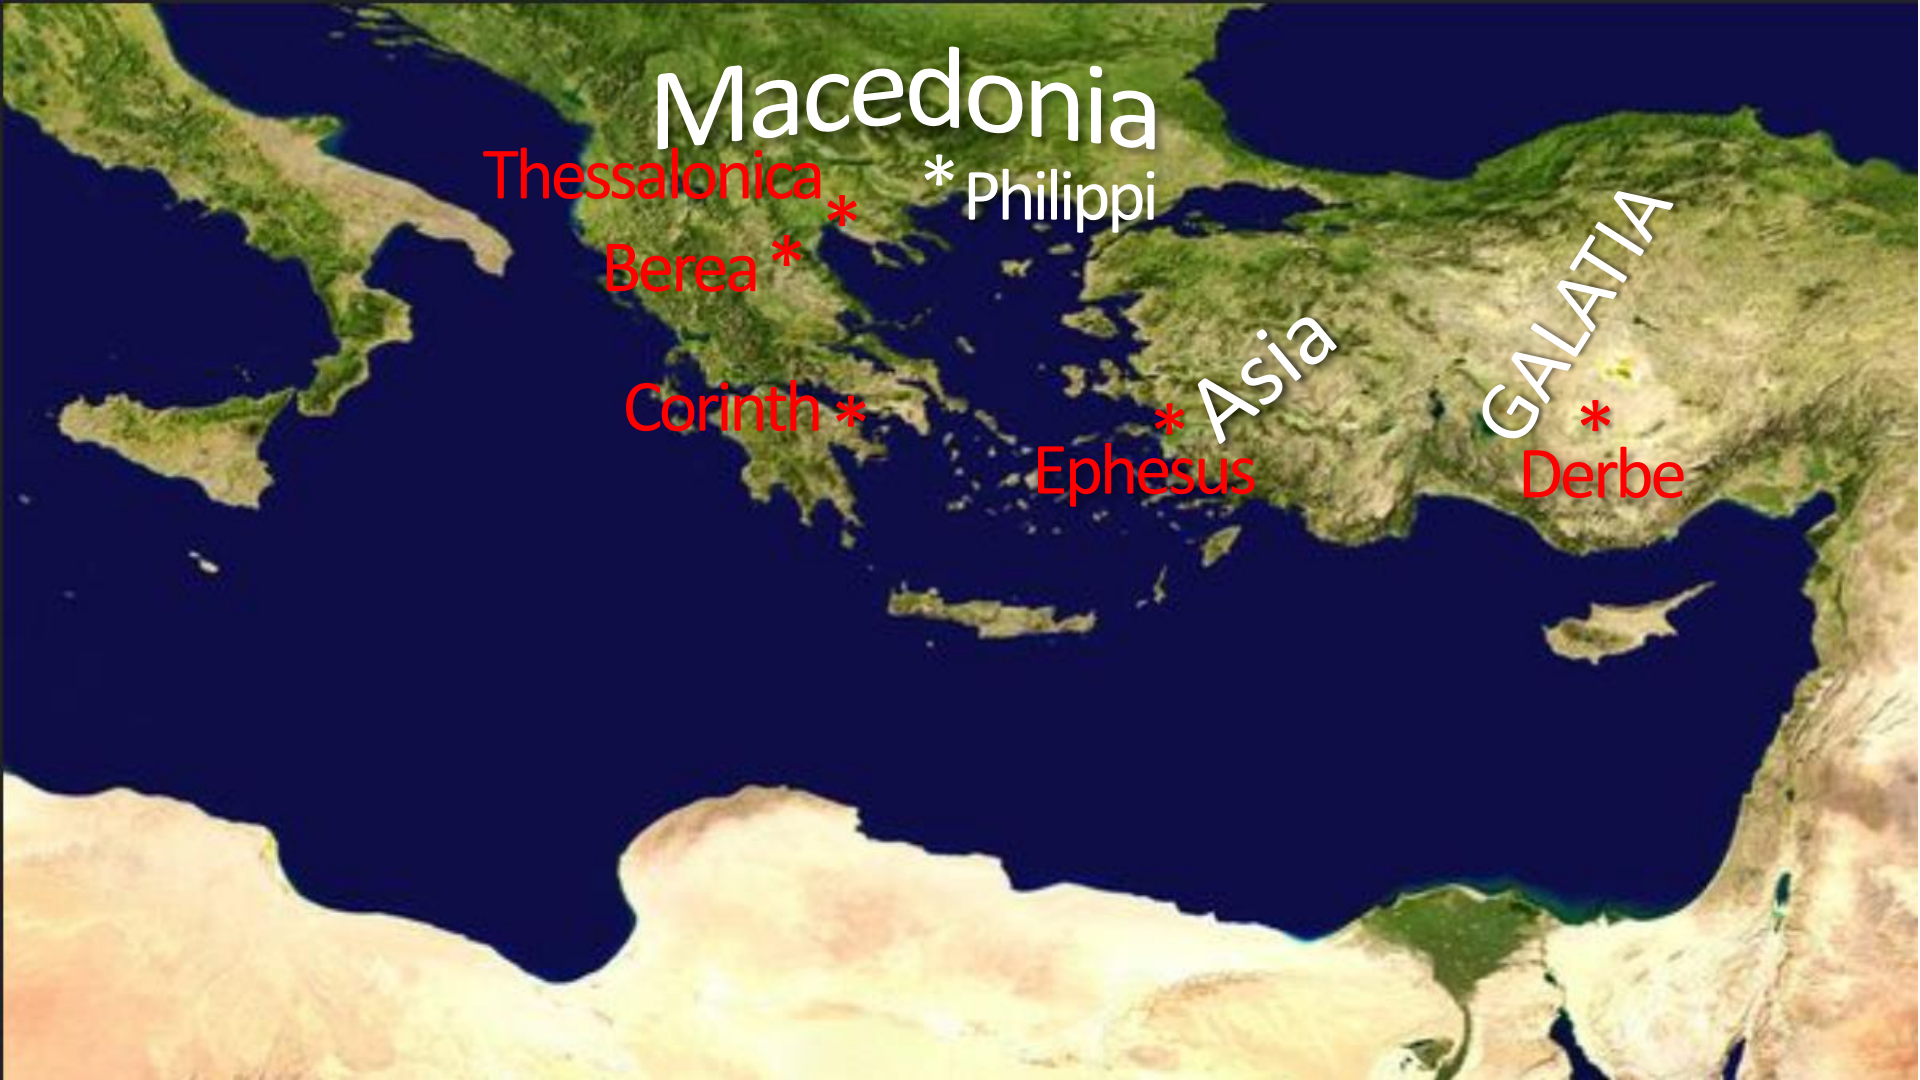 Macedonia
Thessalonica *
* Philippi
Berea *
GALATIA
Asia
Corinth *
* Ephesus
* Derbe